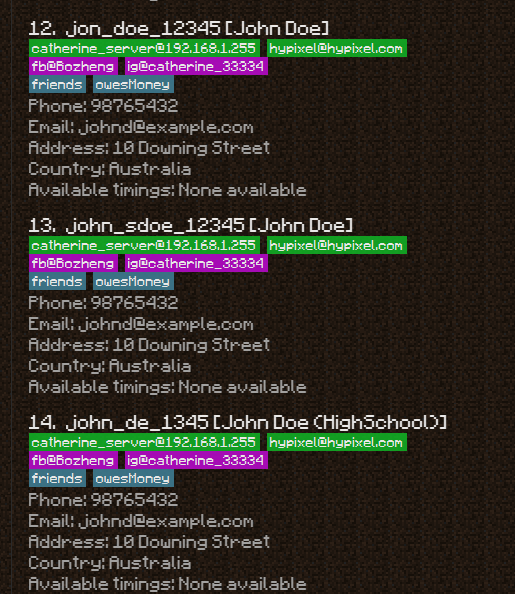 12. jon_doe_12345 [John Doe]
catherine_server@192.168.1.255 hypixel@hypixel.com
fb@Bozheng ig@catherine_33334
friends owesMoney
Phone: 98765432
Email: johnd@example.com
Address: 10 Downing Street
Country: Australia
Available timings: None available
13. john_sdoe_12345 [John Doe]
catherine_server@192.168.1.255 hypixel@hypixel.com
fb@Bozheng ig@catherine_33334
friends owesMoney
Phone: 98765432
Email: johnd@example.com
Address: 10 Downing Street
Country: Australia
Available timings: None available
14. john_de_1345 [John Doe (HighSchool)]
catherine_server@192.168.1.255 hypixel@hypixel.com
fb@Bozheng ig@catherine_33334
friends owesMoney
Phone: 98765432
Email: johnd@example.com
Address: 10 Downing Street
Country: Australia
Available timings: None available